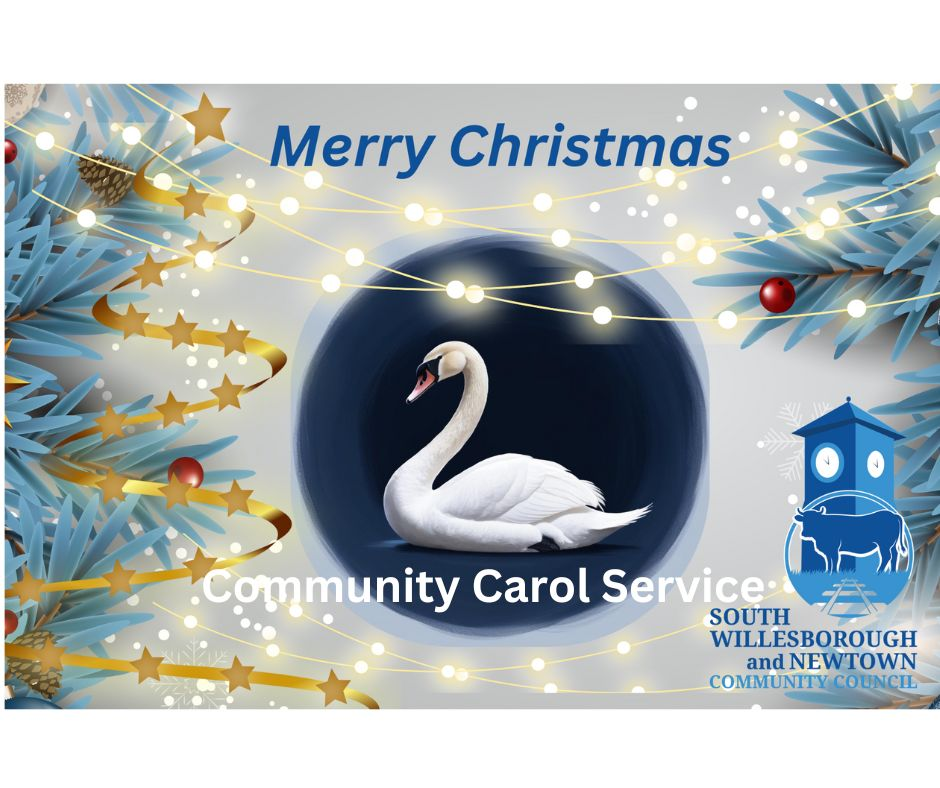 Merry Christmas
Community Carol Service
SOUTH
WILLESBOROUGH
and NEWTOWN
COMMUNITY COUNCIL